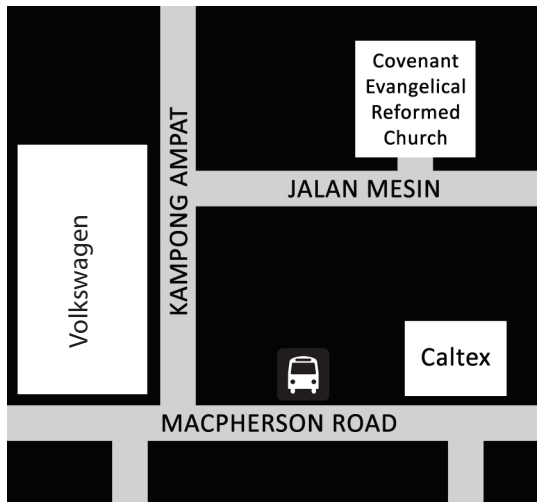 Covenant
Evangelical
Reformed
Church
JALAN MESIN
KAMPONG AMPAT
Volkswagen
Caltex
MACPHERSON ROAD